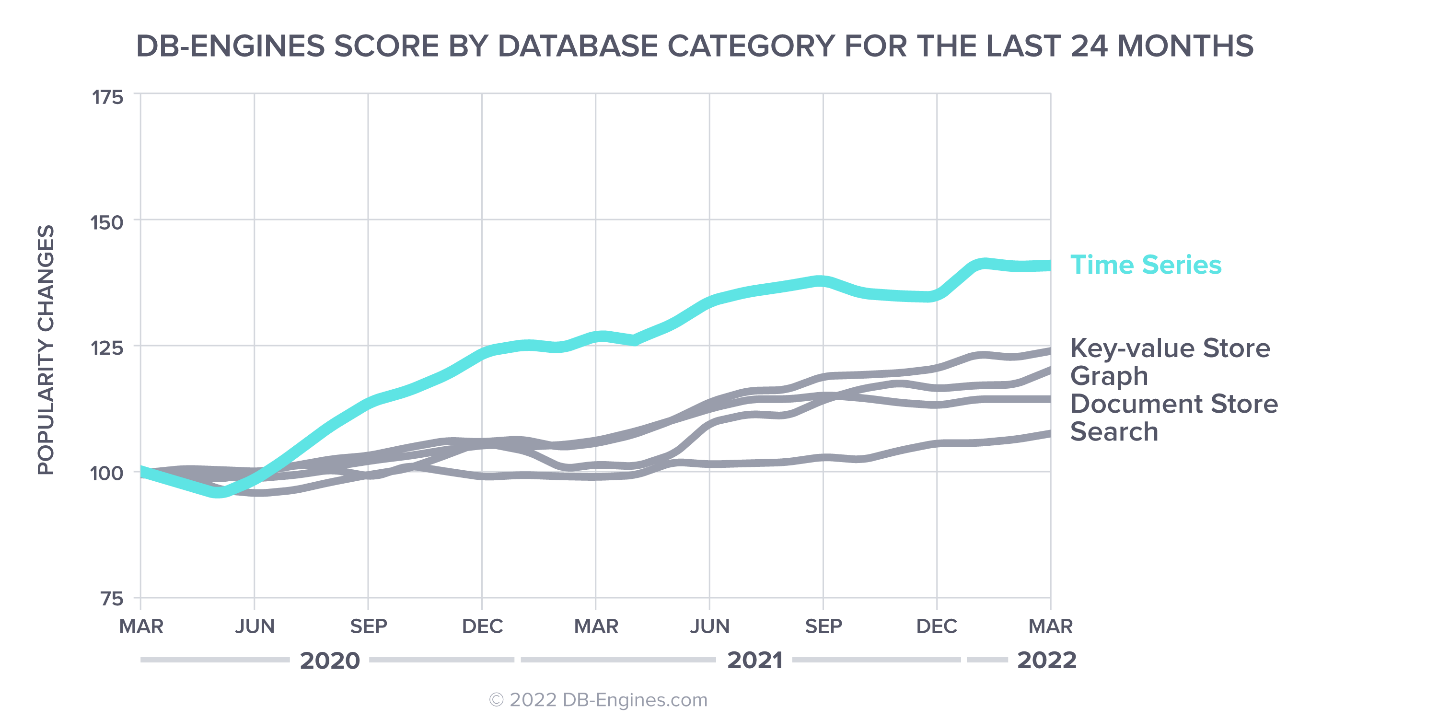 DB-ENGINES SCORE BY DATABASE CATEGORY FOR THE LAST 24 MONTHS
175
150
125
100
75
POPULARITY CHANGES
Time Series
Key-value Store
Graph
Document Store
Search
MAR JUN SEP DEC MAR JUN SEP DEC MAR
2020 2021 2022
© 2022 DB-Engines.com